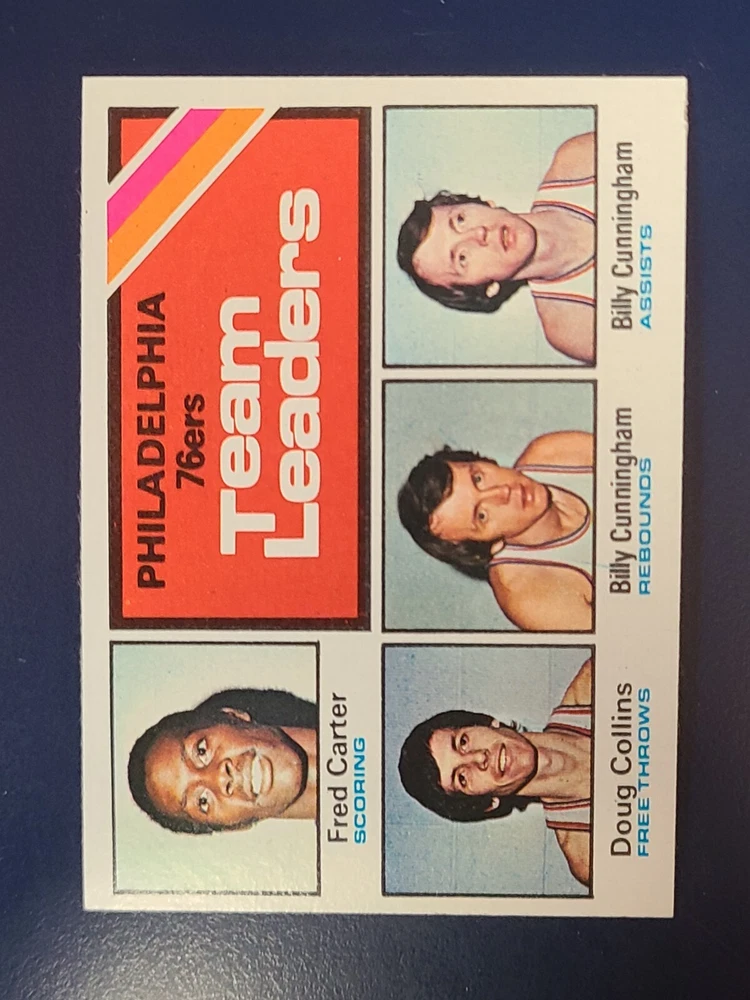 PHILADELPHIA
76ers
Team
Leaders
Fred Carter
SCORING
Doug Collins
FREE THROWS
Billy Cunningham
REBOUNDS
Billy Cunningham
ASSISTS